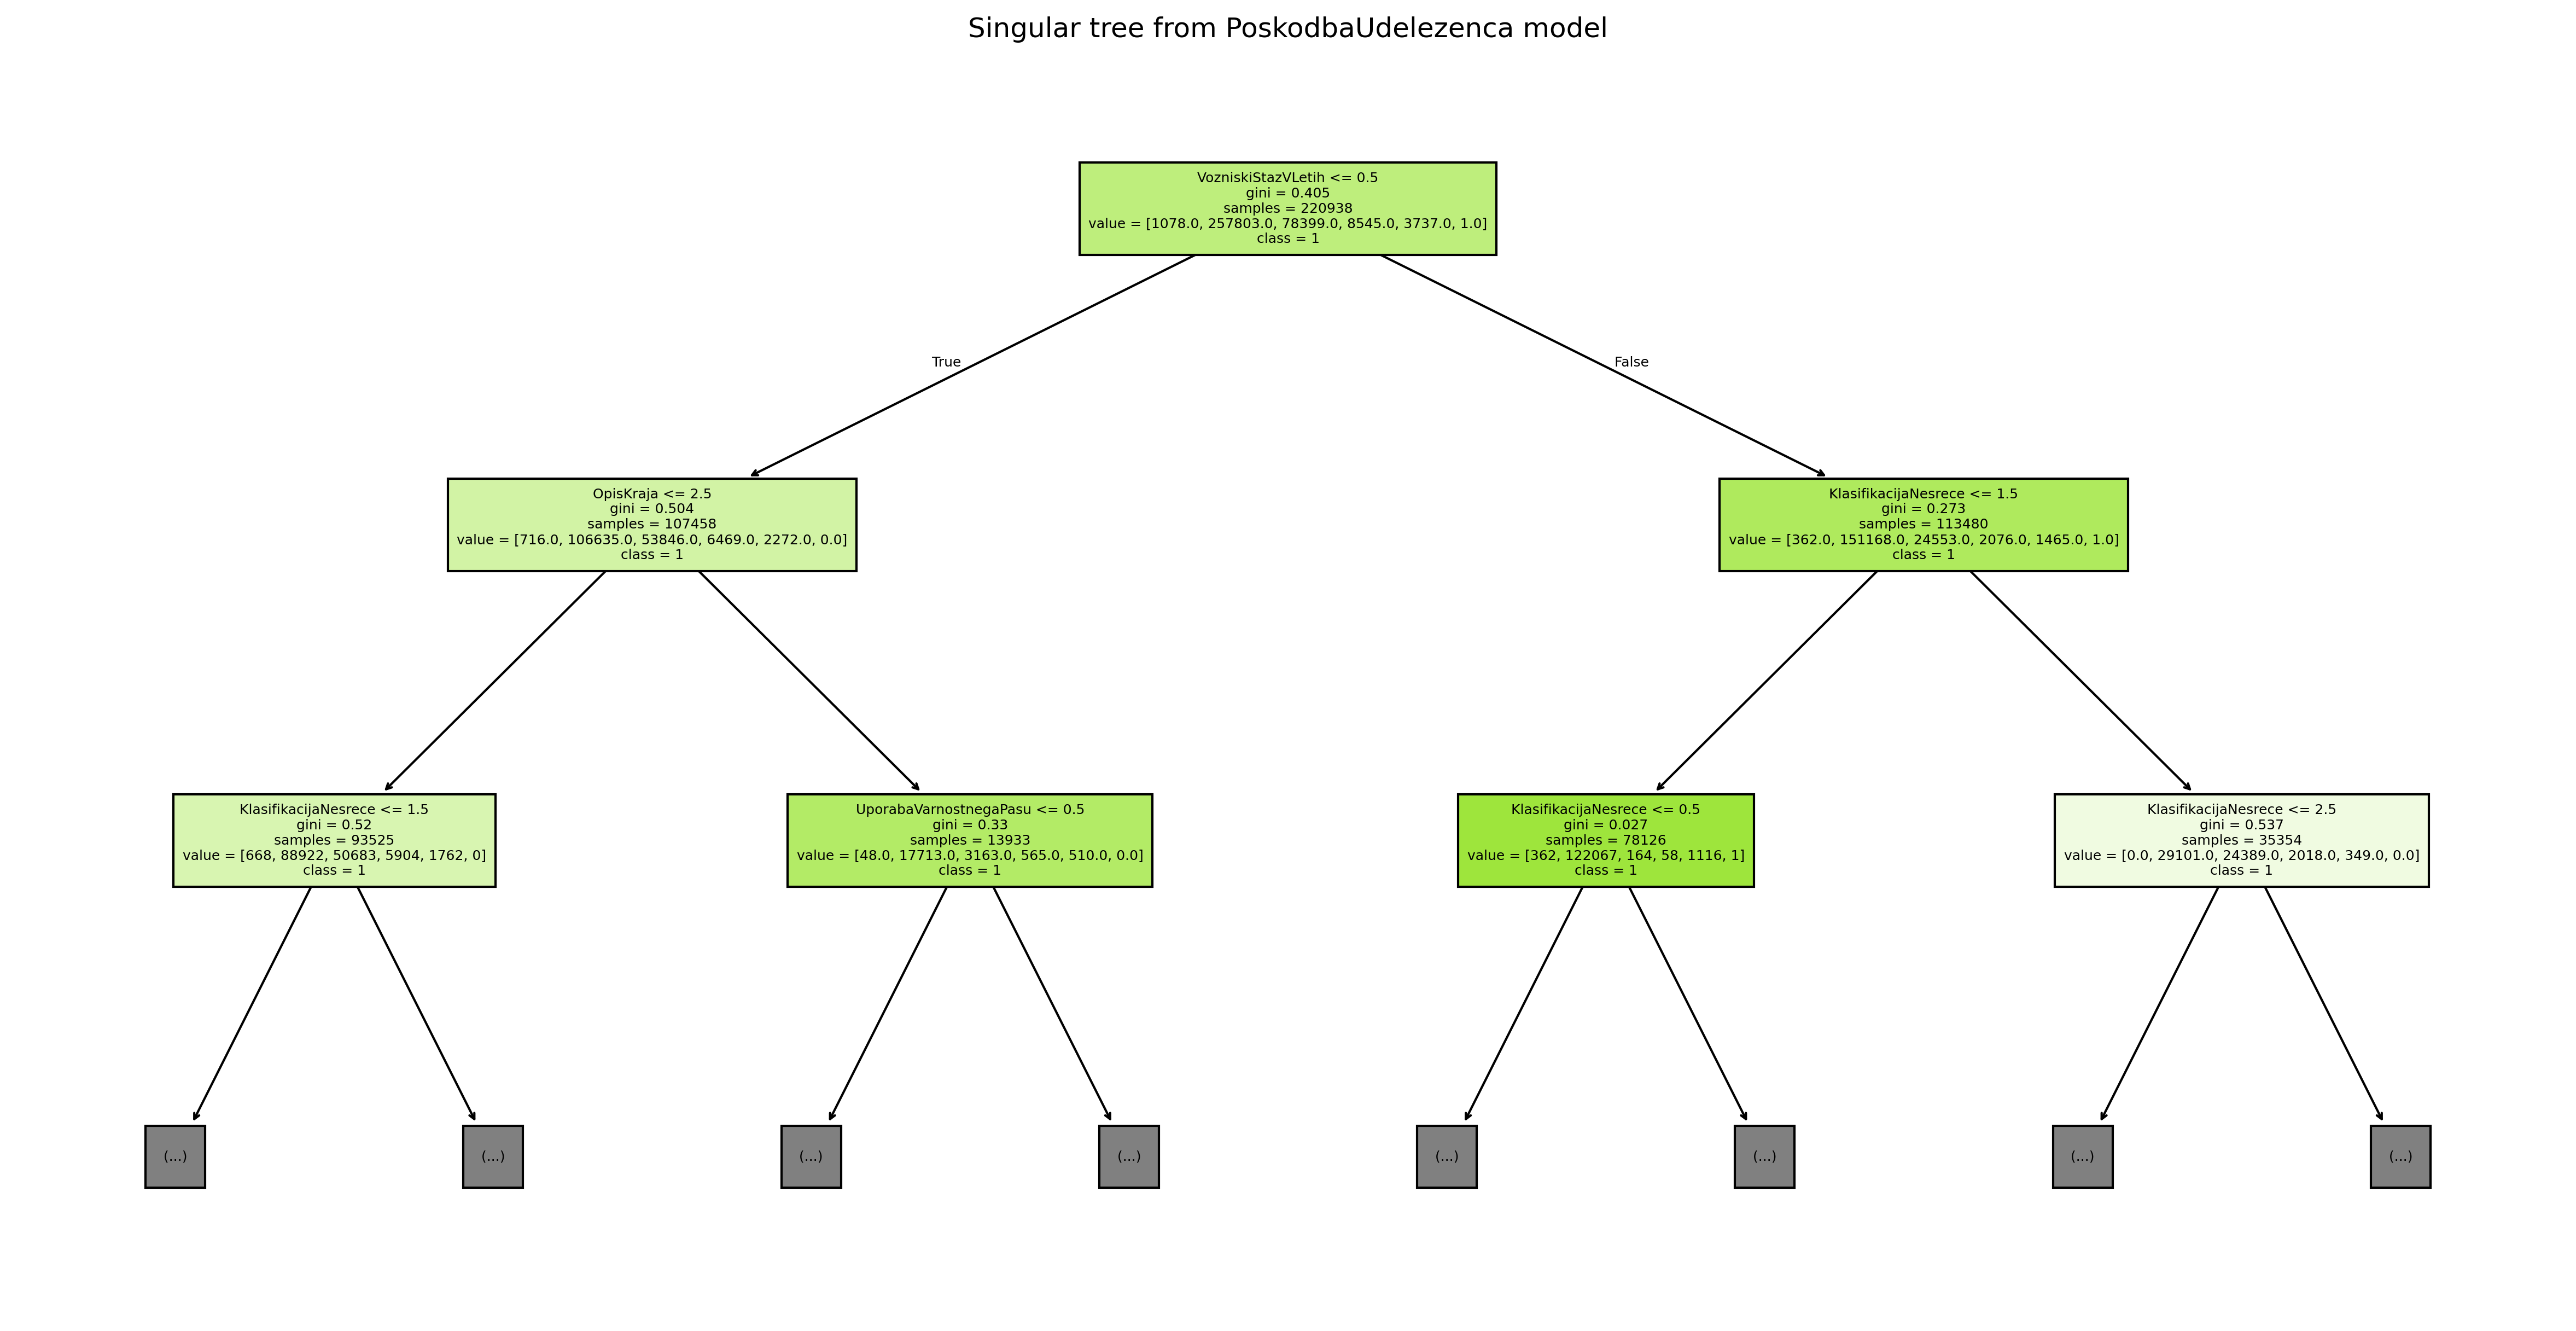 Singular tree from PoskodbaUdelezenca model
VozniskiStazVLetih <= 0.5
gini = 0.405
samples = 220938
value = [1078.0, 257803.0, 78399.0, 8545.0, 3737.0, 1.0]
class = 1
True
False
OpisKraja <= 2.5
gini = 0.504
samples = 107458
value = [716.0, 106635.0, 53846.0, 6469.0, 2272.0, 0.0]
class = 1
KlasifikacijaNesrece <= 1.5
gini = 0.273
samples = 113480
value = [362.0, 151168.0, 24553.0, 2076.0, 1465.0, 1.0]
class = 1
KlasifikacijaNesrece <= 1.5
gini = 0.52
samples = 93525
value = [668, 88922, 50683, 5904, 1762, 0]
class = 1
UporabaVarnostnegaPasu <= 0.5
gini = 0.33
samples = 13933
value = [48.0, 17713.0, 3163.0, 565.0, 510.0, 0.0]
class = 1
KlasifikacijaNesrece <= 0.5
gini = 0.027
samples = 78126
value = [362, 122067, 164, 58, 1116, 1]
class = 1
KlasifikacijaNesrece <= 2.5
gini = 0.537
samples = 35354
value = [0.0, 29101.0, 24389.0, 2018.0, 349.0, 0.0]
class = 1
(...)
(...)
(...)
(...)
(...)
(...)
(...)
(...)